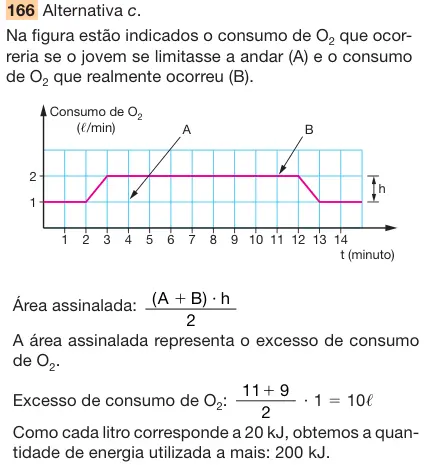 166 Alternativa c.
Na figura estão indicados o consumo de O₂ que ocor-
reria se o jovem se limitasse a andar (A) e o consumo
de O₂ que realmente ocorreu (B).
Consumo de O₂
(ℓ/min)
A
B
2
1
h
1 2 3 4 5 6 7 8 9 10 11 12 13 14
t (minuto)
Área assinalada: (A + B) · h / 2
A área assinalada representa o excesso de consumo
de O₂.
Excesso de consumo de O₂: 11 + 9 / 2 · 1 = 10ℓ
Como cada litro corresponde a 20 kJ, obtemos a quan-
tidade de energia utilizada a mais: 200 kJ.